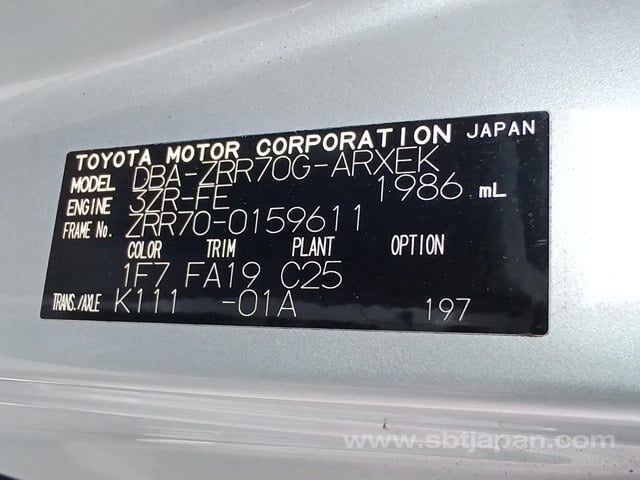 TOYOTA MOTOR CORPORATION JAPAN
MODEL DBA-ZRR70G-ARXEK
ENGINE 3ZR-FE 1986 mL
FRAME No. ZRR70-0159611
COLOR TRIM PLANT OPTION
1F7 FA19 C25
TRANS./AXLE K111 -01A 197
www.sbtjapan.com